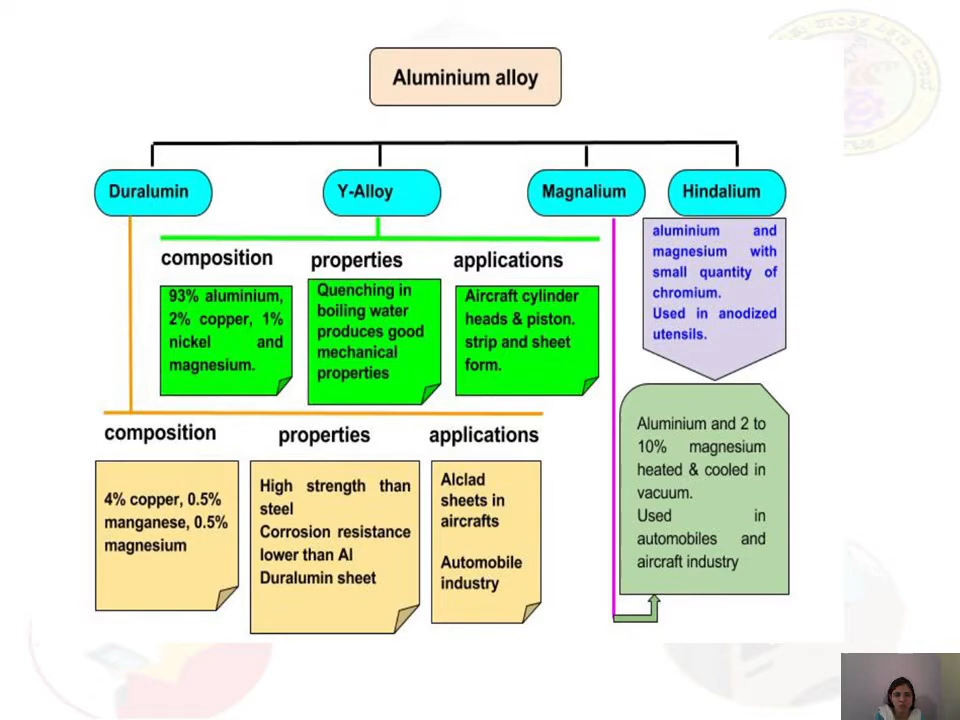 Aluminium alloy
Duralumin
Y-Alloy
Magnalium
Hindalium
aluminium and
magnesium with
small quantity of
chromium.
Used in anodized
utensils.
composition
properties
applications
93% aluminium,
2% copper, 1%
nickel and
magnesium.
Quenching in
boiling water
produces good
mechanical
properties
Aircraft cylinder
heads & piston.
strip and sheet
form.
Aluminium and 2 to
10% magnesium
heated & cooled in
vacuum.
Used in
automobiles and
aircraft industry
composition
properties
applications
4% copper, 0.5%
manganese, 0.5%
magnesium
High strength than
steel
Corrosion resistance
lower than Al
Duralumin sheet
Alclad
sheets in
aircrafts
Automobile
industry